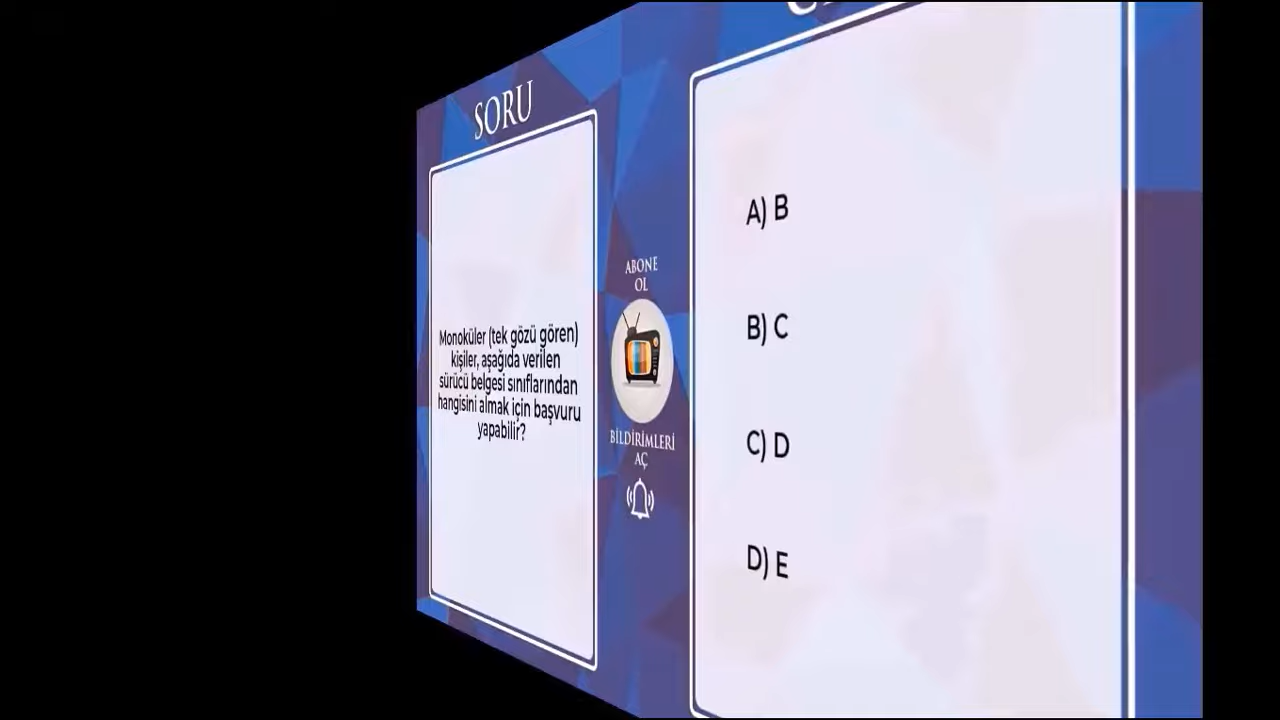 SORU
Monoküler (tek gözü gören)
kişiler, aşağıda verilen
sürücü belgesi sınıflarından
hangisini almak için başvuru
yapabilir?
ABONE
OL
BİLDİRİMLERİ
AÇ
A) B
B) C
C) D
D) E